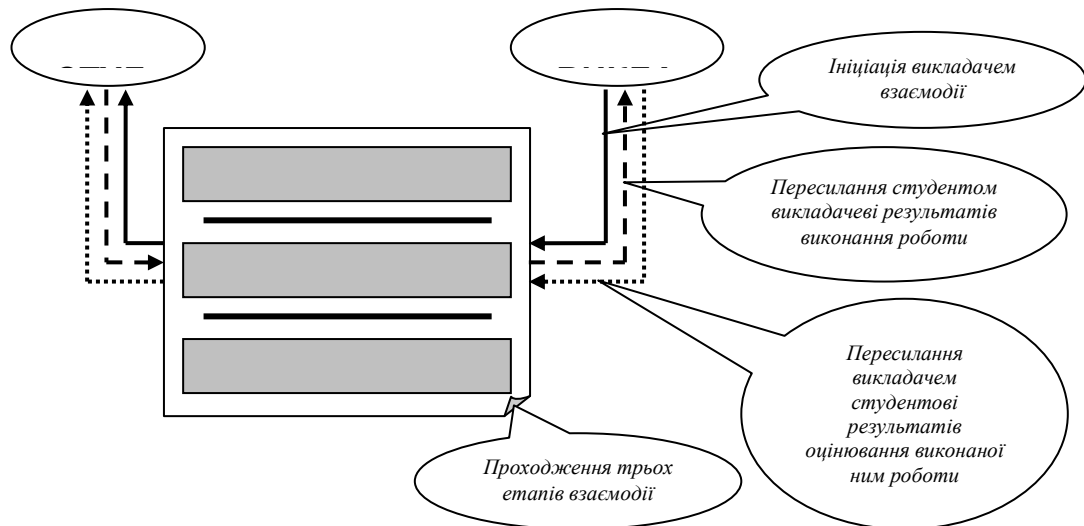 Ініціація викладачем
взаємодії
Пересилання студентом
викладачеві результатів
виконання роботи
Пересилання
викладачем
студентові
результатів
оцінювання виконаної
ним роботи
Проходження трьох
етапів взаємодії